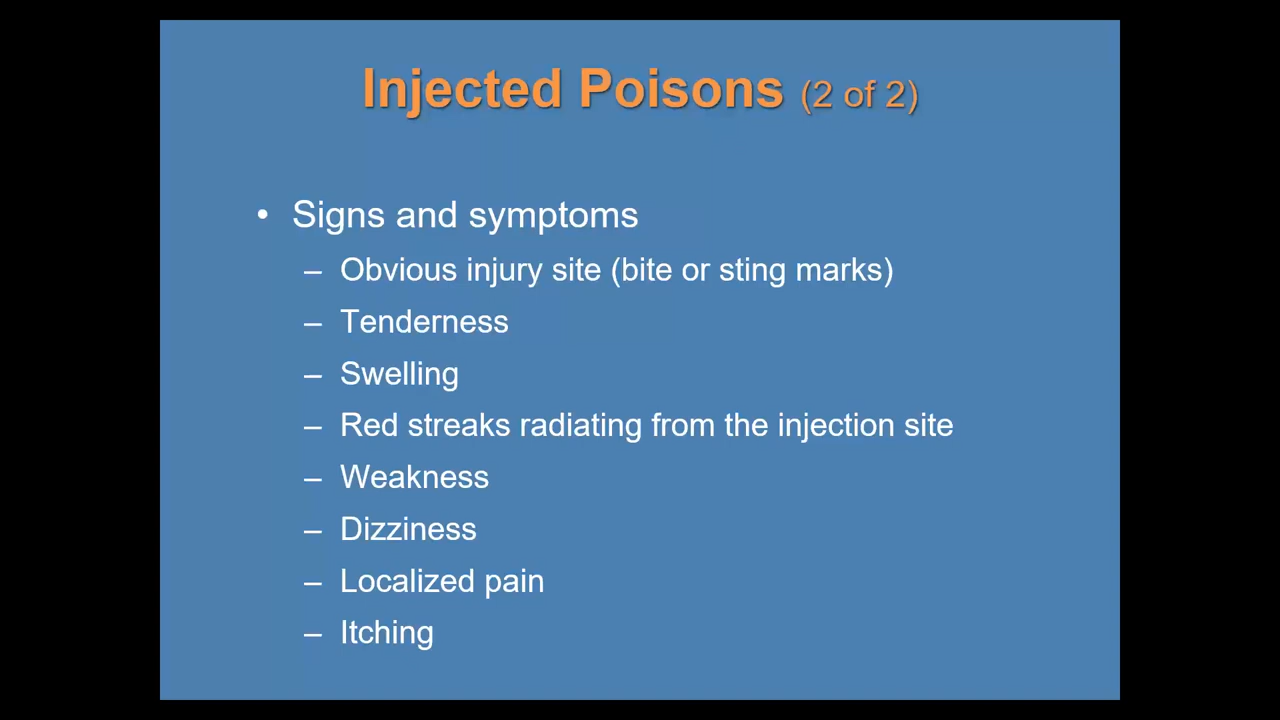 Injected Poisons (2 of 2)
• Signs and symptoms
– Obvious injury site (bite or sting marks)
– Tenderness
– Swelling
– Red streaks radiating from the injection site
– Weakness
– Dizziness
– Localized pain
– Itching